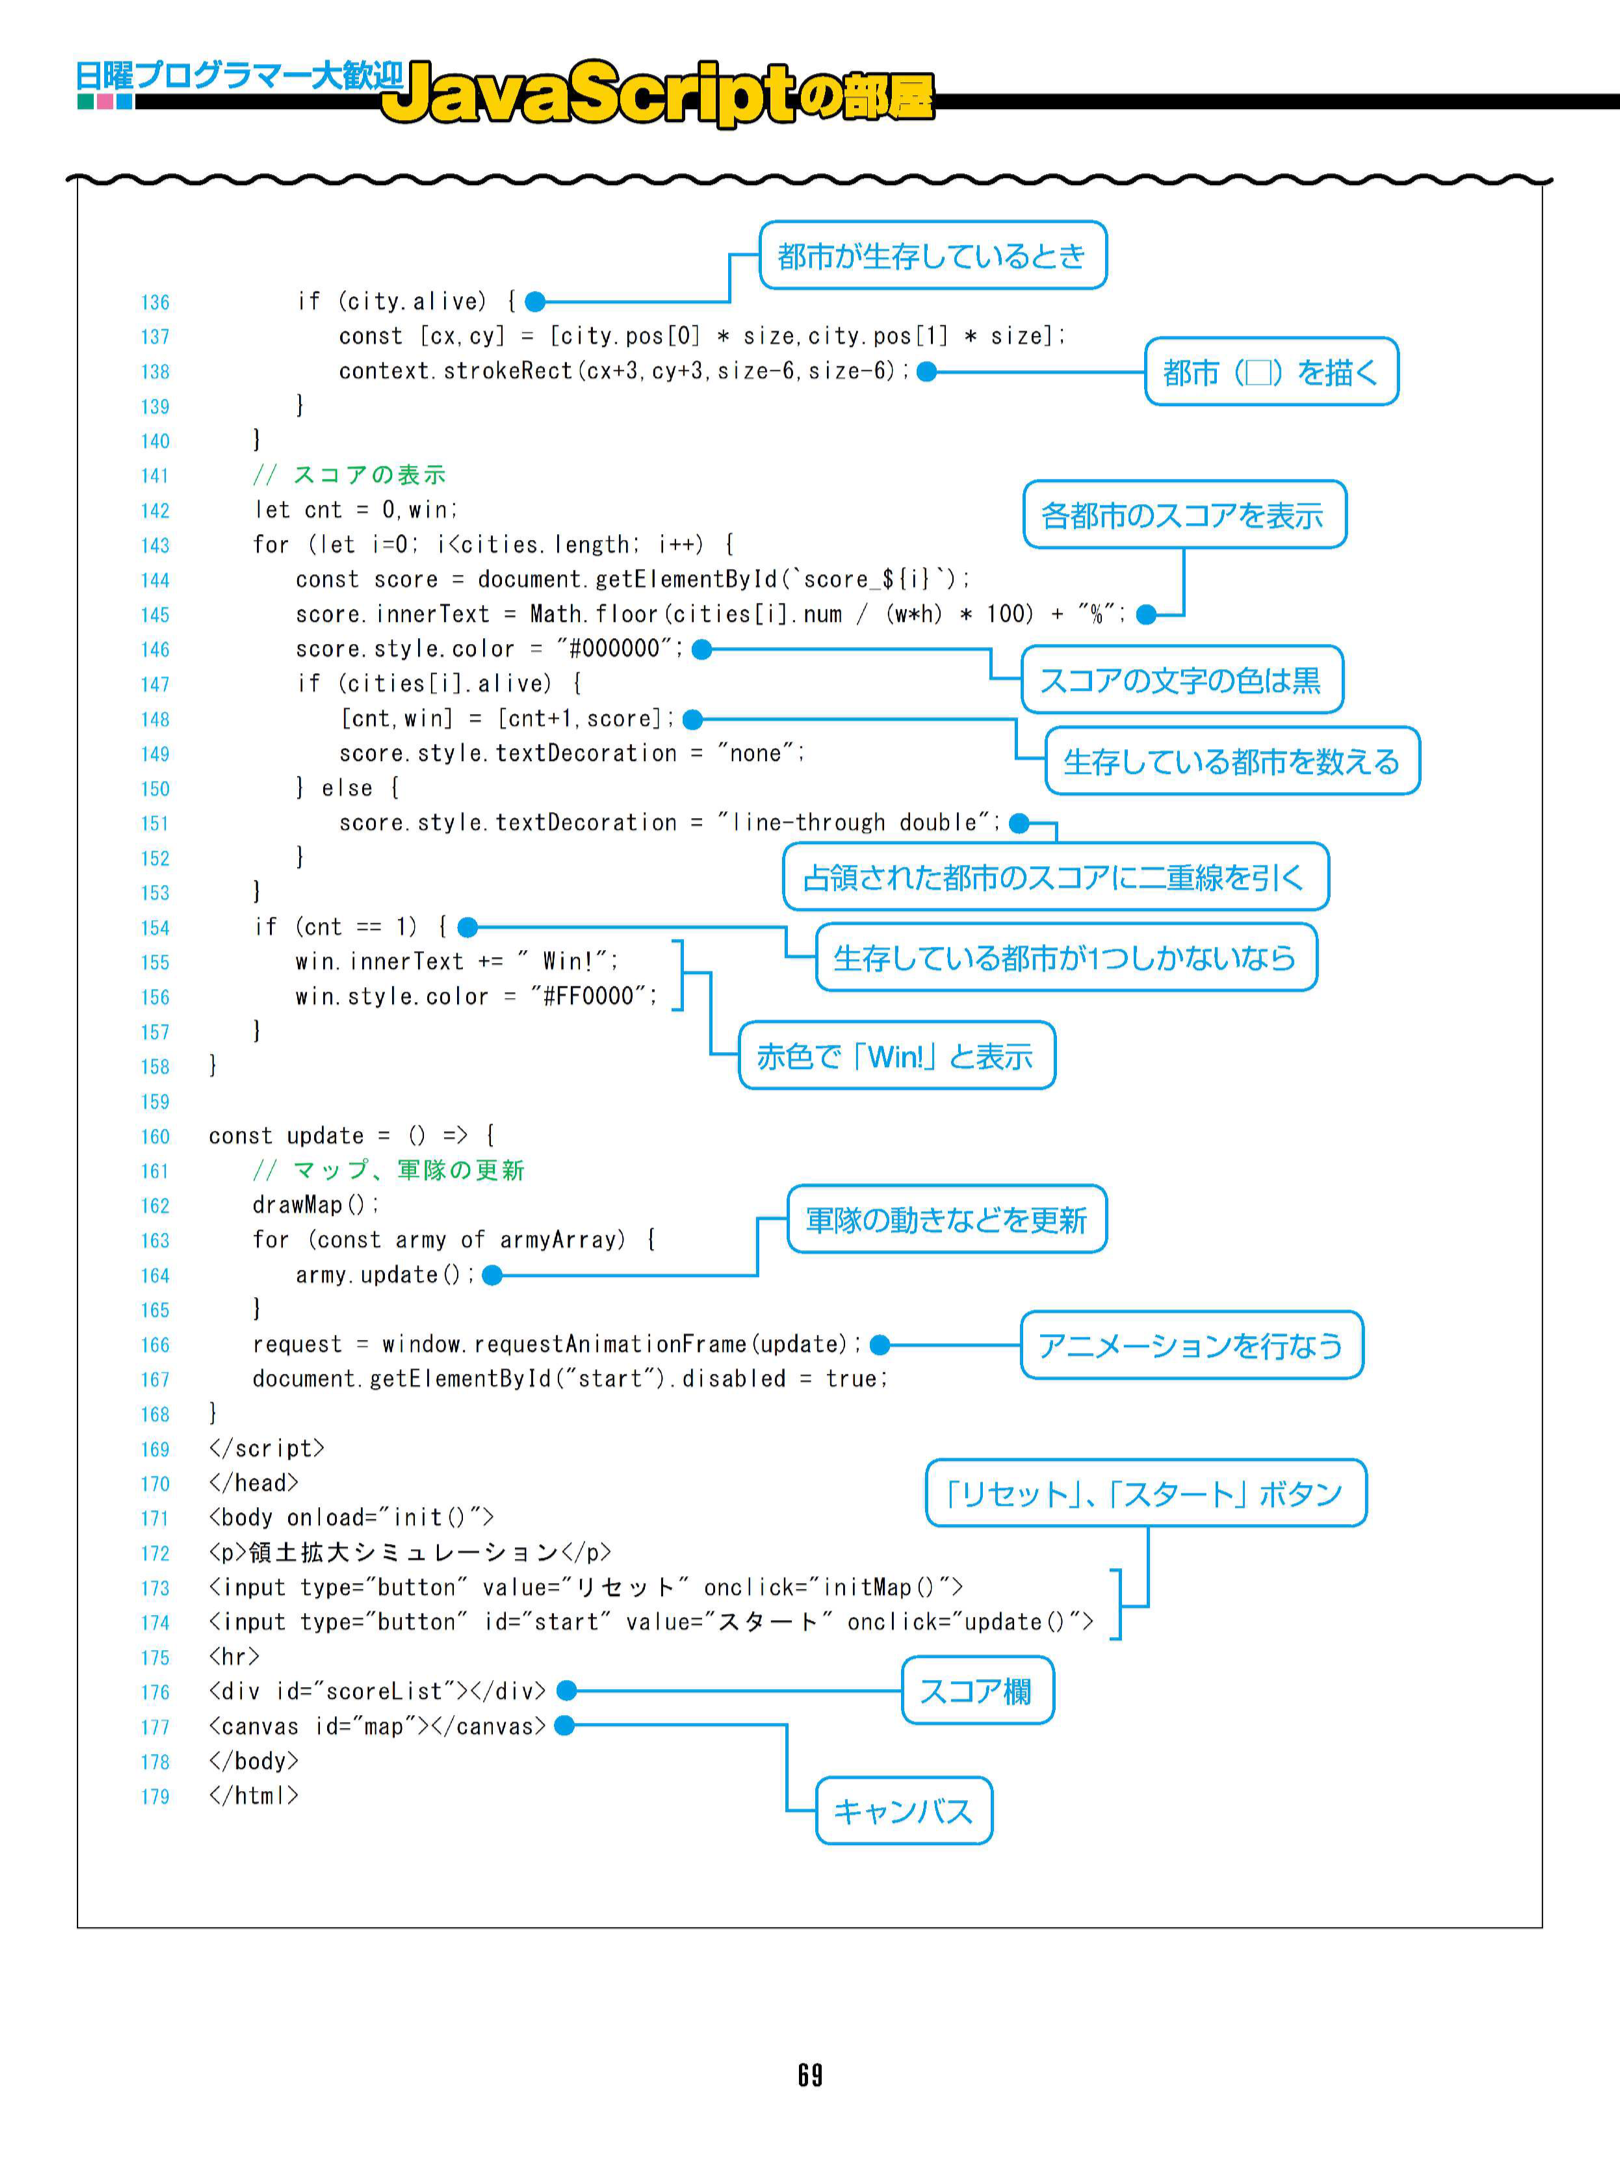 日曜プログラマー大歓迎
JavaScriptの部屋
都市が生存しているとき
136 if (city.alive) {
137 const [cx,cy] = [city.pos[0] * size,city.pos[1] * size];
138 context.strokeRect(cx+3,cy+3,size-6,size-6);
都市（□）を描く
139 }
140 }
141 // スコアの表示
142 let cnt = 0,win;
各都市のスコアを表示
143 for (let i=0; i<cities.length; i++) {
144 const score = document.getElementById(`score_${i}`);
145 score.innerText = Math.floor(cities[i].num / (w*h) * 100) + "%";
146 score.style.color = "#000000";
スコアの文字の色は黒
147 if (cities[i].alive) {
148 [cnt,win] = [cnt+1,score];
149 score.style.textDecoration = "none";
生存している都市を数える
150 } else {
151 score.style.textDecoration = "line-through double";
152 }
占領された都市のスコアに二重線を引く
153 }
154 if (cnt == 1) {
生存している都市が1つしかないなら
155 win.innerText += " Win!";
156 win.style.color = "#FF0000";
157 }
赤色で「Win!」と表示
158 }
159
160 const update = () => {
161 // マップ、軍隊の更新
162 drawMap();
軍隊の動きなどを更新
163 for (const army of armyArray) {
164 army.update();
165 }
166 request = window.requestAnimationFrame(update);
アニメーションを行なう
167 document.getElementById("start").disabled = true;
168 }
169 </script>
170 </head>
「リセット」、「スタート」ボタン
171 <body onload="init()">
172 <p>領土拡大シミュレーション</p>
173 <input type="button" value="リセット" onclick="initMap()">
174 <input type="button" id="start" value="スタート" onclick="update()">
175 <hr>
176 <div id="scoreList"></div>
スコア欄
177 <canvas id="map"></canvas>
178 </body>
179 </html>
キャンバス
69